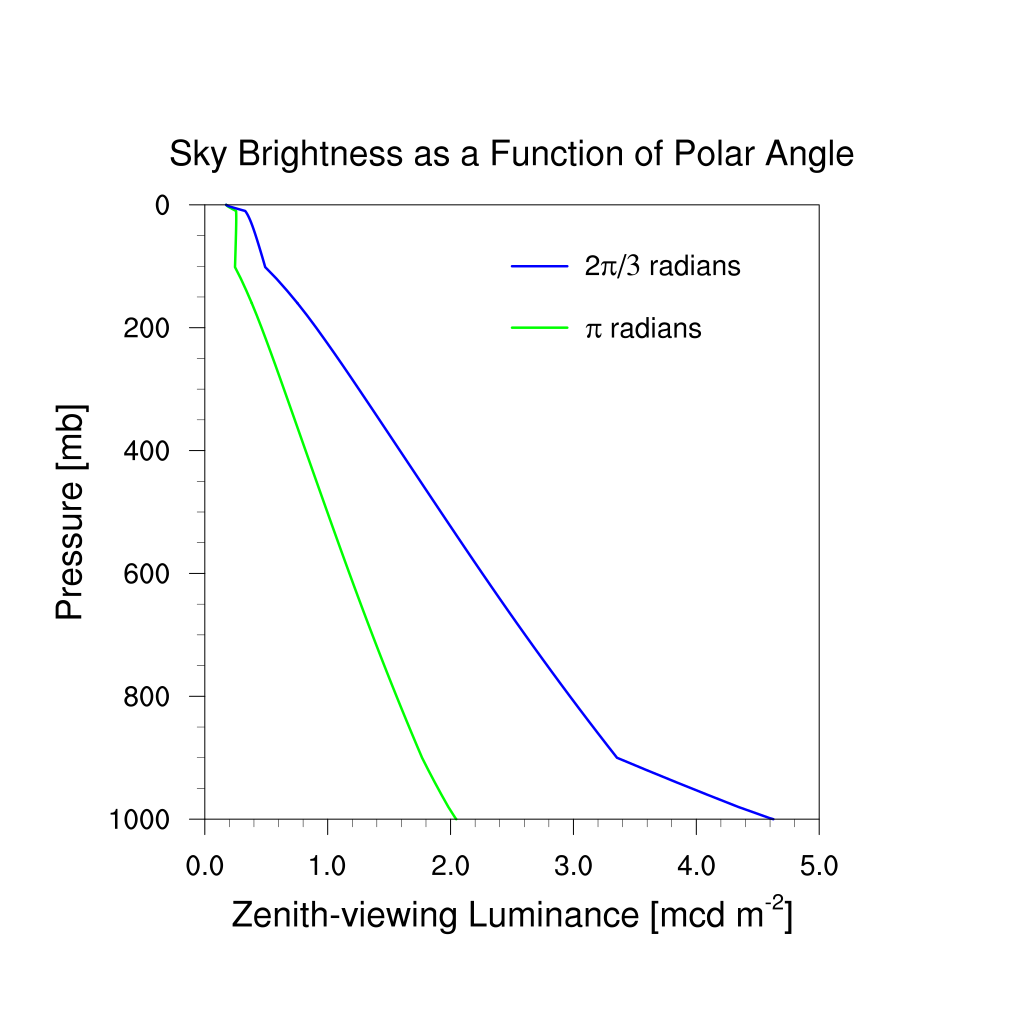 Sky Brightness as a Function of Polar Angle
0
200
400
600
800
1000
Pressure [mb]
2π/3 radians
π radians
0.0 1.0 2.0 3.0 4.0 5.0
Zenith-viewing Luminance [mcd m⁻²]